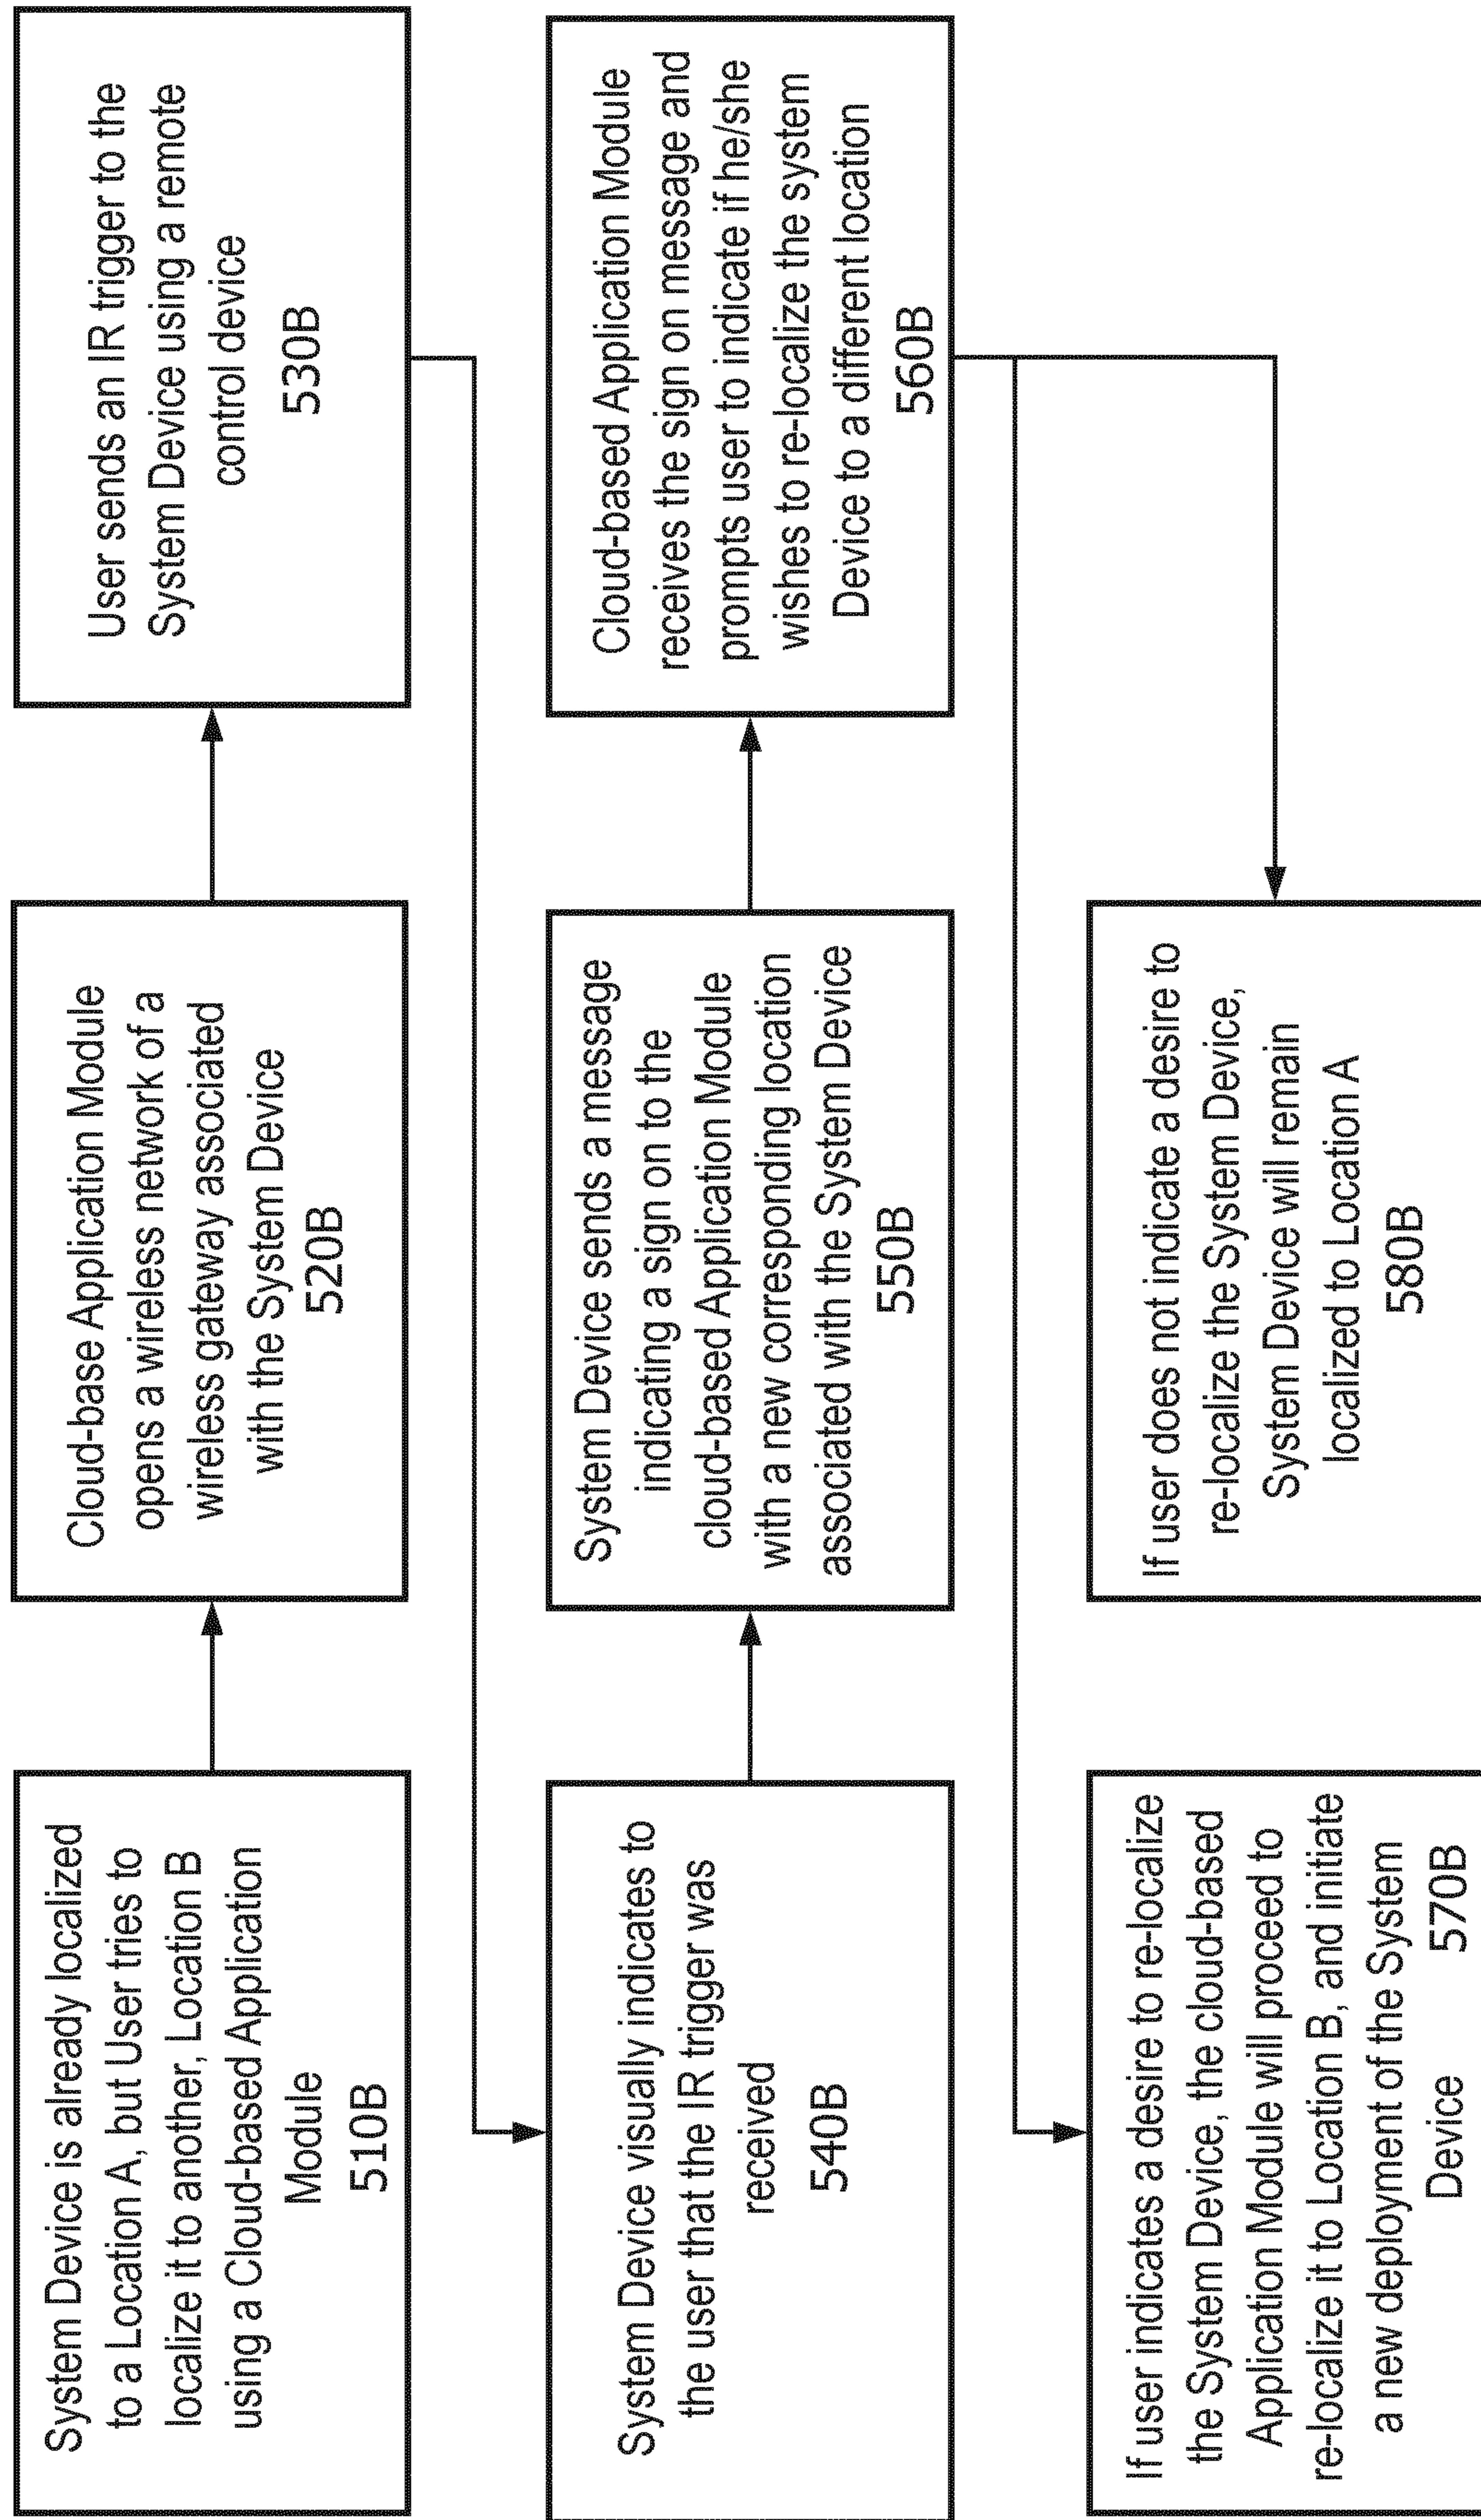 System Device is already localized
to a Location A, but User tries to
localize it to another, Location B
using a Cloud-based Application
Module
510B
Cloud-base Application Module
opens a wireless network of a
wireless gateway associated
with the System Device
520B
User sends an IR trigger to the
System Device using a remote
control device
530B
System Device visually indicates to
the user that the IR trigger was
received
540B
System Device sends a message
indicating a sign on to the
cloud-based Application Module
with a new corresponding location
associated with the System Device
550B
Cloud-based Application Module
receives the sign on message and
prompts user to indicate if he/she
wishes to re-localize the system
Device to a different location
560B
If user indicates a desire to re-localize
the System Device, the cloud-based
Application Module will proceed to
re-localize it to Location B, and initiate
a new deployment of the System
Device 570B
If user does not indicate a desire to
re-localize the System Device,
System Device will remain
localized to Location A
580B